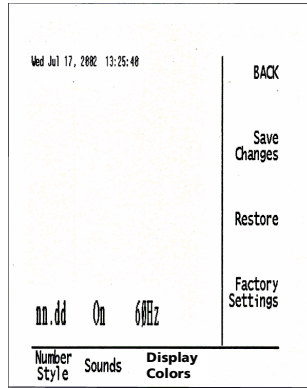 Wed Jul 17, 2002 13:25:40
BACK
Save
Changes
Restore
Factory
Settings
nn.dd On 60Hz
Number
Style
Sounds
Display
Colors